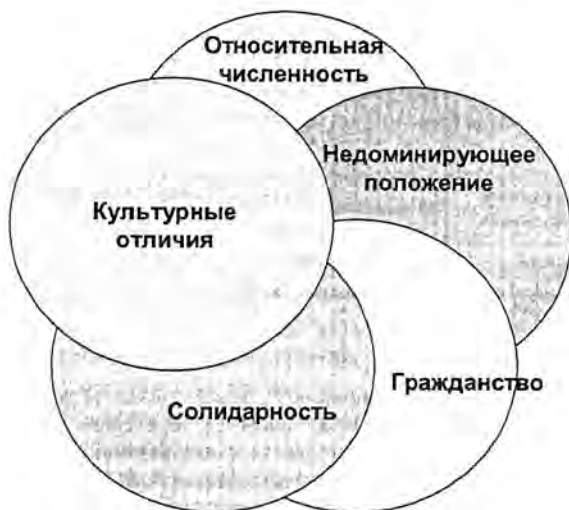 Относительная
численность
Недоминирующее
положение
Культурные
отличия
Гражданство
Солидарность